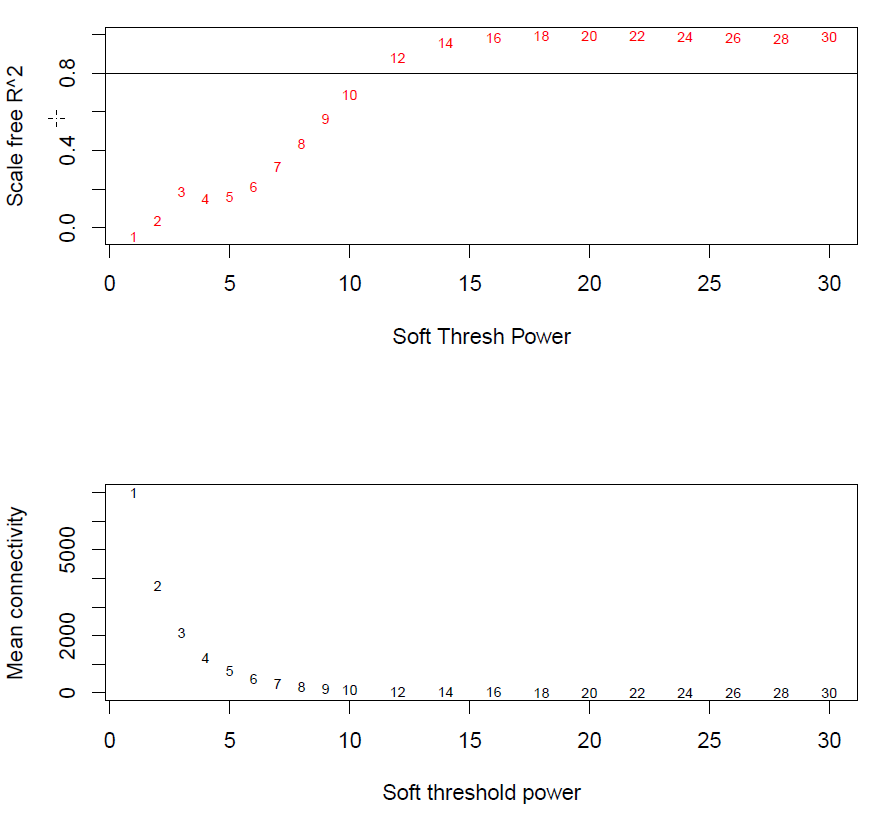 Scale free R^2
0.0 0.4 0.8
1 2 3 4 5 6 7 8 9 10 12 14 16 18 20 22 24 26 28 30
0 5 10 15 20 25 30
Soft Thresh Power
Mean connectivity
0 2000 5000
1 2 3 4 5 6 7 8 9 10 12 14 16 18 20 22 24 26 28 30
0 5 10 15 20 25 30
Soft threshold power